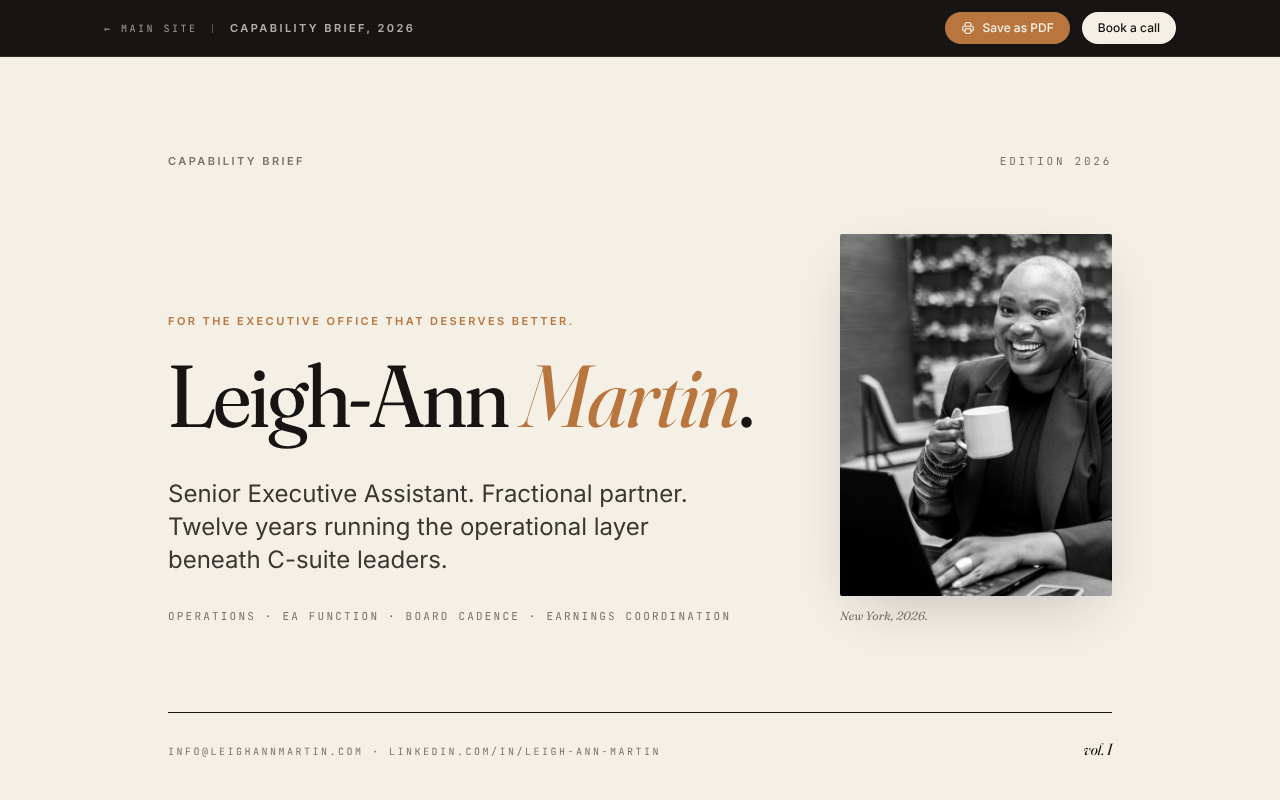 ← MAIN SITE | CAPABILITY BRIEF, 2026
Save as PDF
Book a call
CAPABILITY BRIEF
EDITION 2026
FOR THE EXECUTIVE OFFICE THAT DESERVES BETTER.
Leigh-Ann Martin.
Senior Executive Assistant. Fractional partner.
Twelve years running the operational layer
beneath C-suite leaders.
OPERATIONS · EA FUNCTION · BOARD CADENCE · EARNINGS COORDINATION
New York, 2026.
INFO@LEIGHANNMARTIN.COM · LINKEDIN.COM/IN/LEIGH-ANN-MARTIN
vol. I